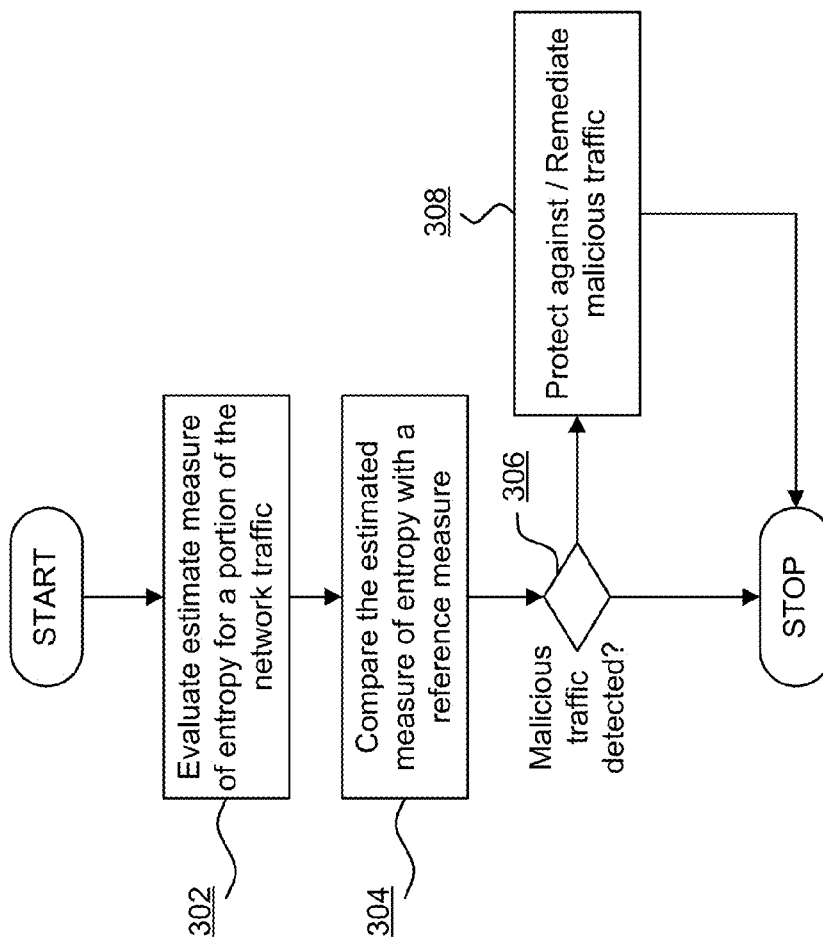 START
302
Evaluate estimate measure
of entropy for a portion of the
network traffic
304
Compare the estimated
measure of entropy with a
reference measure
306
Malicious
traffic
detected?
308
Protect against / Remediate
malicious traffic
STOP